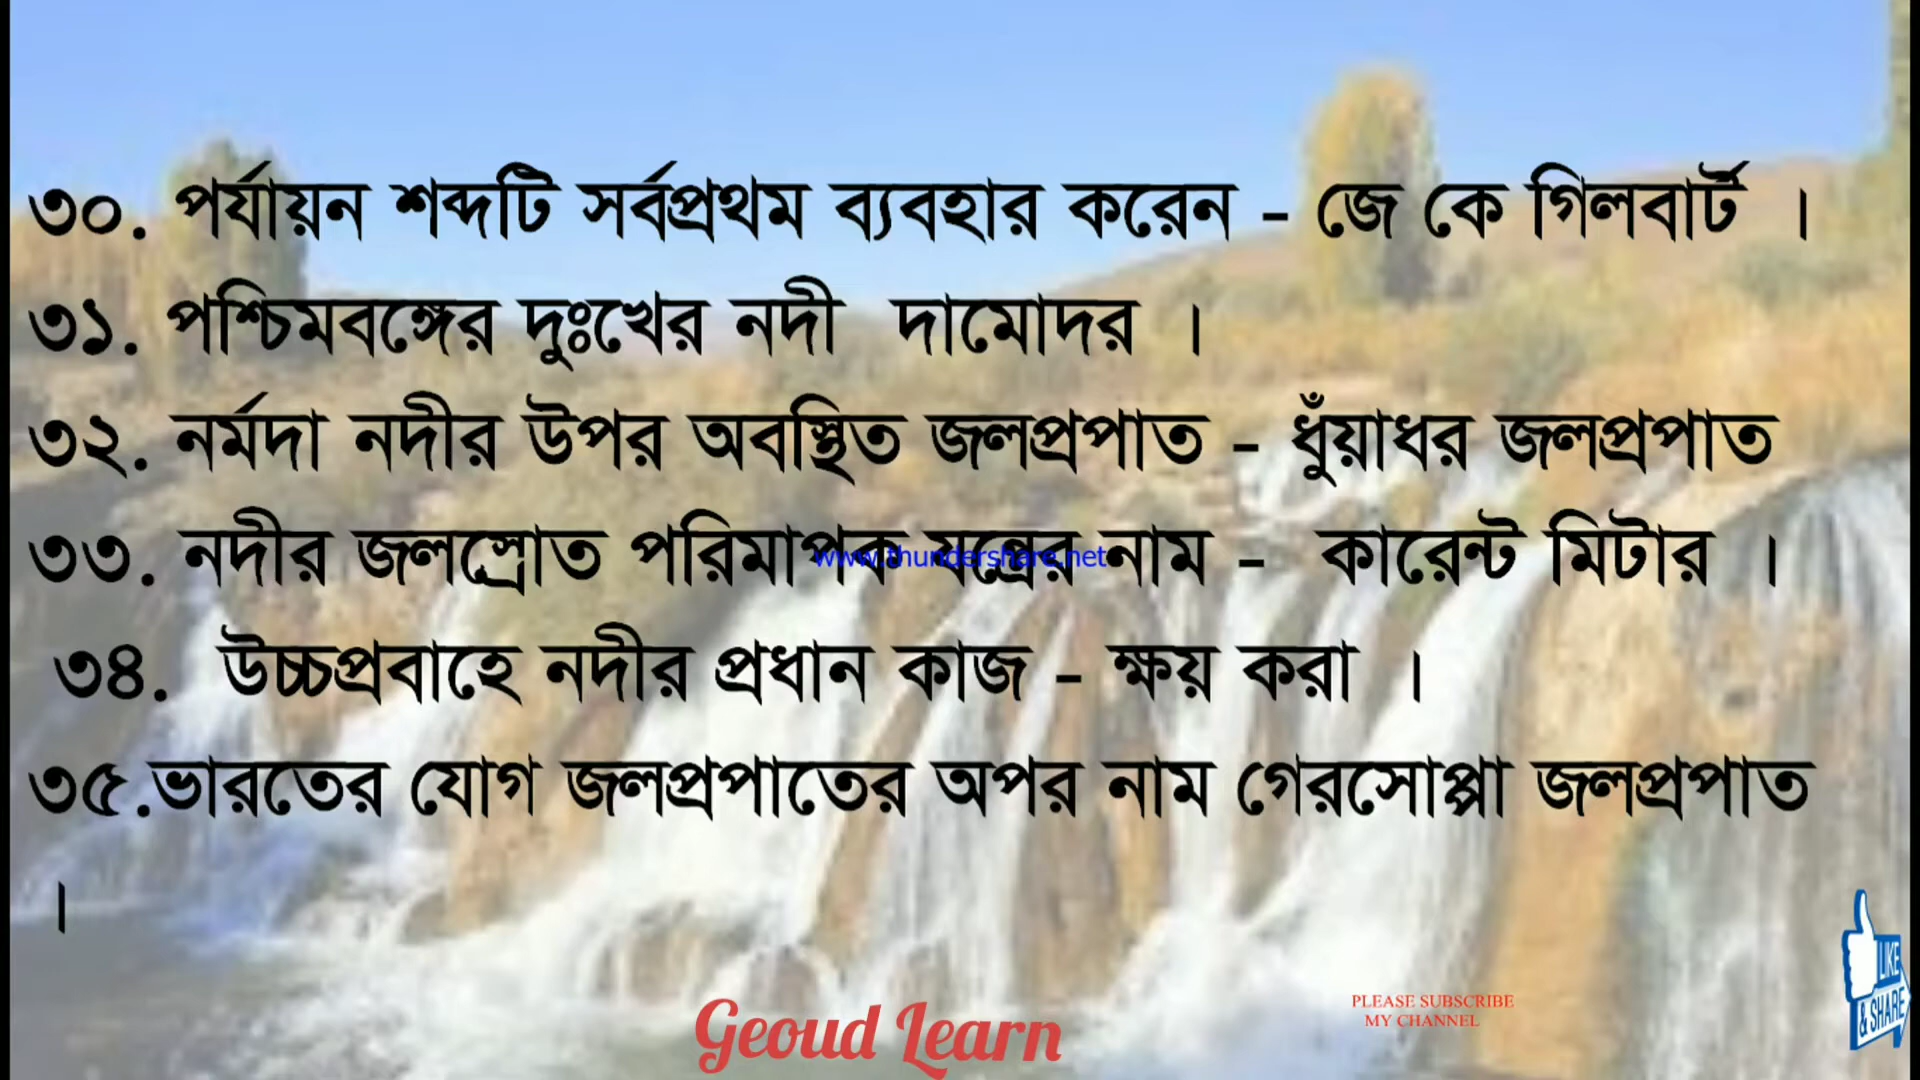 ৩০. পর্যায়ন শব্দটি সর্বপ্রথম ব্যবহার করেন - জে কে গিলবার্ট ।
৩১. পশ্চিমবঙ্গের দুঃখের নদী দামোদর ।
৩২. নর্মদা নদীর উপর অবস্থিত জলপ্রপাত - ধুঁয়াধর জলপ্রপাত
৩৩. নদীর জলস্রোত পরিমাপক যন্ত্রের নাম - কারেন্ট মিটার ।
www.thundershare.net
৩৪. উচ্চপ্রবাহে নদীর প্রধান কাজ - ক্ষয় করা ।
৩৫.ভারতের যোগ জলপ্রপাতের অপর নাম গেরসোপ্পা জলপ্রপাত
।
Geoud Learn
PLEASE SUBSCRIBE
MY CHANNEL
LIKE
& SHARE